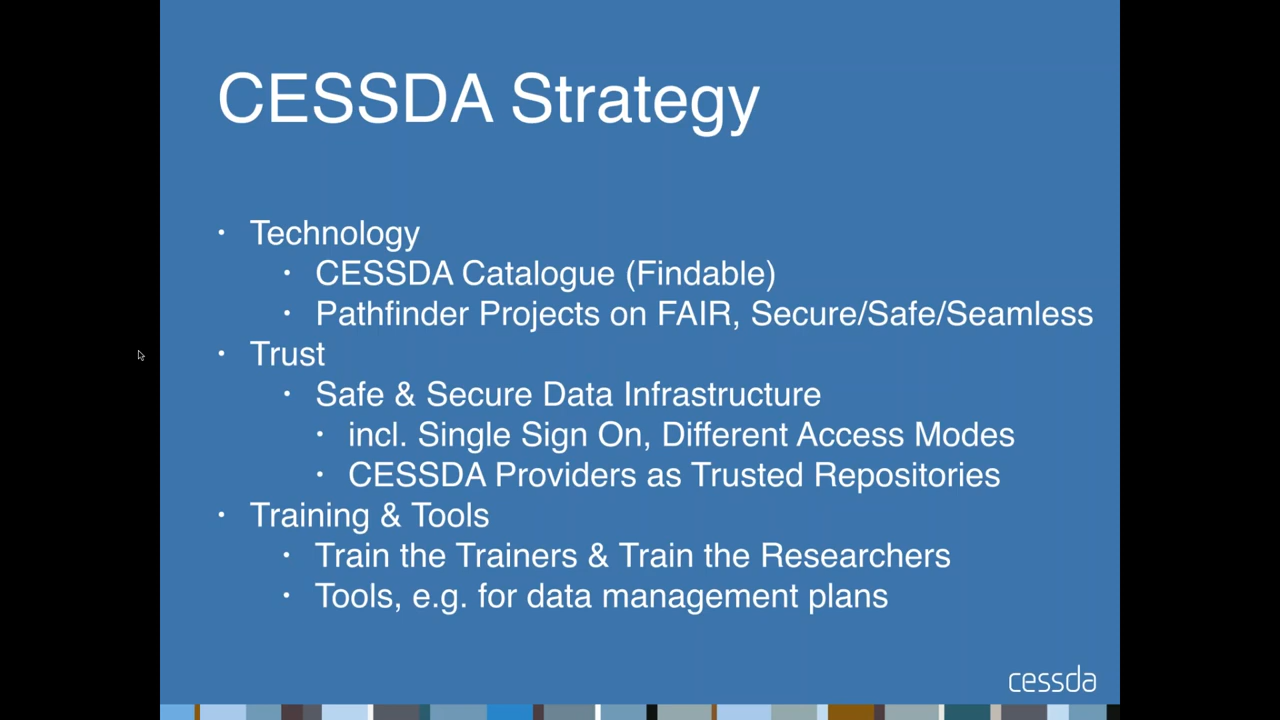 CESSDA Strategy
• Technology
• CESSDA Catalogue (Findable)
• Pathfinder Projects on FAIR, Secure/Safe/Seamless
• Trust
• Safe & Secure Data Infrastructure
• incl. Single Sign On, Different Access Modes
• CESSDA Providers as Trusted Repositories
• Training & Tools
• Train the Trainers & Train the Researchers
• Tools, e.g. for data management plans
cessda